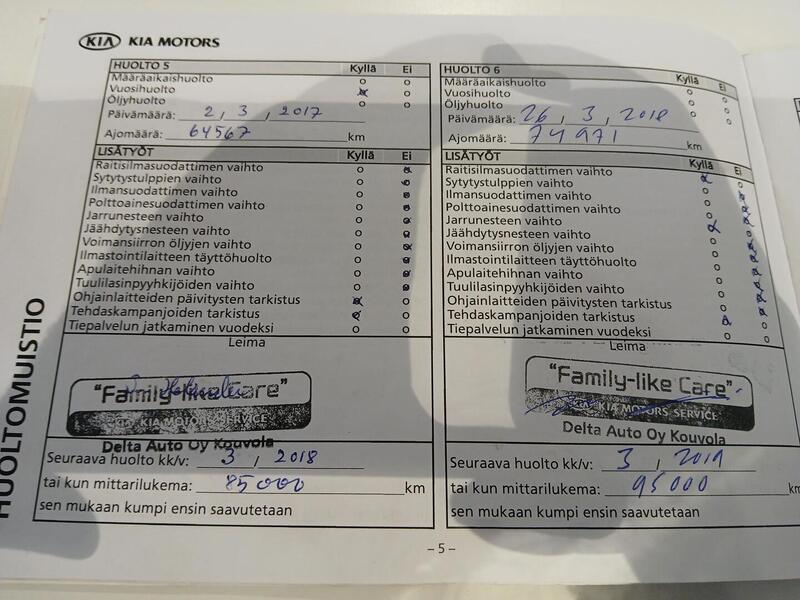 KIA KIA MOTORS
HUOLTOMUISTIO
HUOLTO 5 Kyllä Ei
Määräaikaishuolto
Vuosihuolto
Öljyhuolto
Päivämäärä: 2, 3, 2017
Ajomäärä: 64567 km
LISÄTYÖT Kyllä Ei
Raitisilmasuodattimen vaihto
Sytytystulppien vaihto
Ilmansuodattimen vaihto
Polttoainesuodattimen vaihto
Jarrunesteen vaihto
Jäähdytysnesteen vaihto
Voimansiirron öljyjen vaihto
Ilmastointilaitteen täyttöhuolto
Apulaitehihnan vaihto
Tuulilasinpyyhkijöiden vaihto
Ohjainlaitteiden päivitysten tarkistus
Tehdaskampanjoiden tarkistus
Tiepalvelun jatkaminen vuodeksi
Leima
"Family-like Care"
KIA KIA MOTORS SERVICE
Delta Auto Oy Kouvola
Seuraava huolto kk/v: 3, 2018
tai kun mittarilukema: 85000 km
sen mukaan kumpi ensin saavutetaan
HUOLTO 6 Kyllä Ei
Määräaikaishuolto
Vuosihuolto
Öljyhuolto
Päivämäärä: 26, 3, 2018
Ajomäärä: 74971 km
LISÄTYÖT Kyllä Ei
Raitisilmasuodattimen vaihto
Sytytystulppien vaihto
Ilmansuodattimen vaihto
Polttoainesuodattimen vaihto
Jarrunesteen vaihto
Jäähdytysnesteen vaihto
Voimansiirron öljyjen vaihto
Ilmastointilaitteen täyttöhuolto
Apulaitehihnan vaihto
Tuulilasinpyyhkijöiden vaihto
Ohjainlaitteiden päivitysten tarkistus
Tehdaskampanjoiden tarkistus
Tiepalvelun jatkaminen vuodeksi
Leima
"Family-like Care"
KIA KIA MOTORS SERVICE
Delta Auto Oy Kouvola
Seuraava huolto kk/v: 3, 2019
tai kun mittarilukema: 95000 km
sen mukaan kumpi ensin saavutetaan
– 5 –